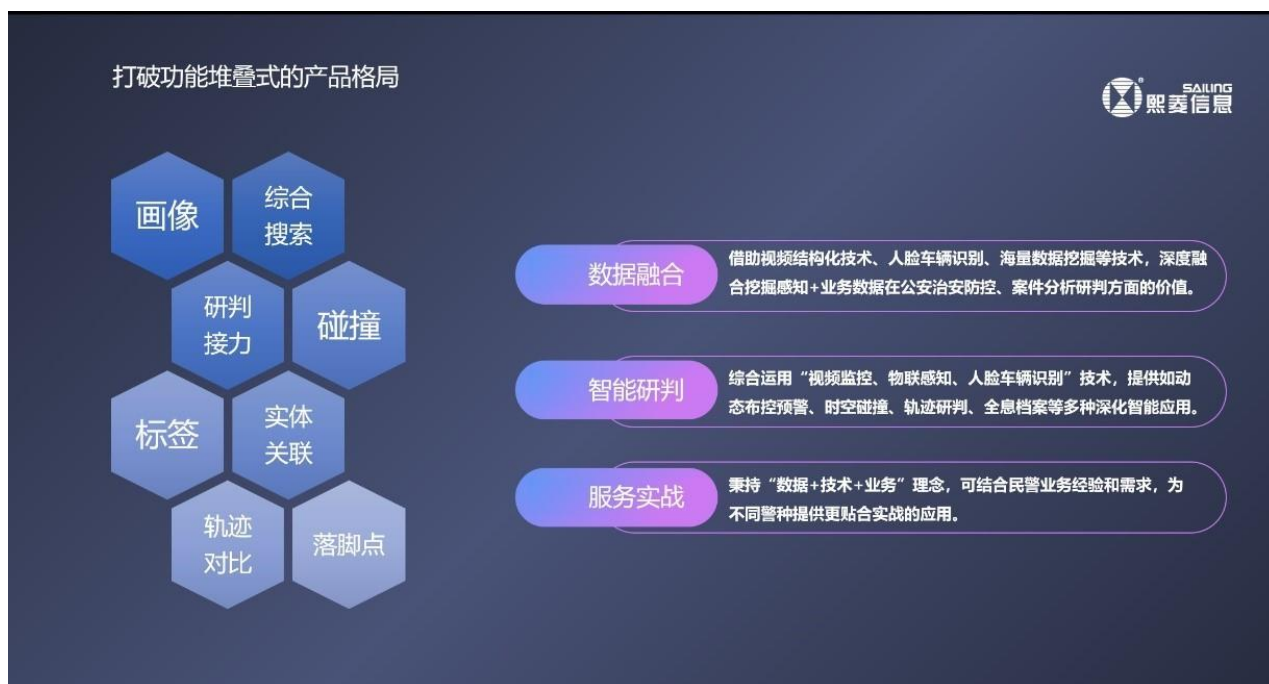 打破功能堆叠式的产品格局
SAILING
熙菱信息
画像
综合
搜索
研判
接力
碰撞
标签
实体
关联
轨迹
对比
落脚点
数据融合
借助视频结构化技术、人脸车辆识别、海量数据挖掘等技术，深度融
合挖掘感知+业务数据在公安治安防控、案件分析研判方面的价值。
智能研判
综合运用“视频监控、物联感知、人脸车辆识别”技术，提供如动
态布控预警、时空碰撞、轨迹研判、全息档案等多种深化智能应用。
服务实战
秉持“数据+技术+业务”理念，可结合民警业务经验和需求，为
不同警种提供更贴合实战的应用。